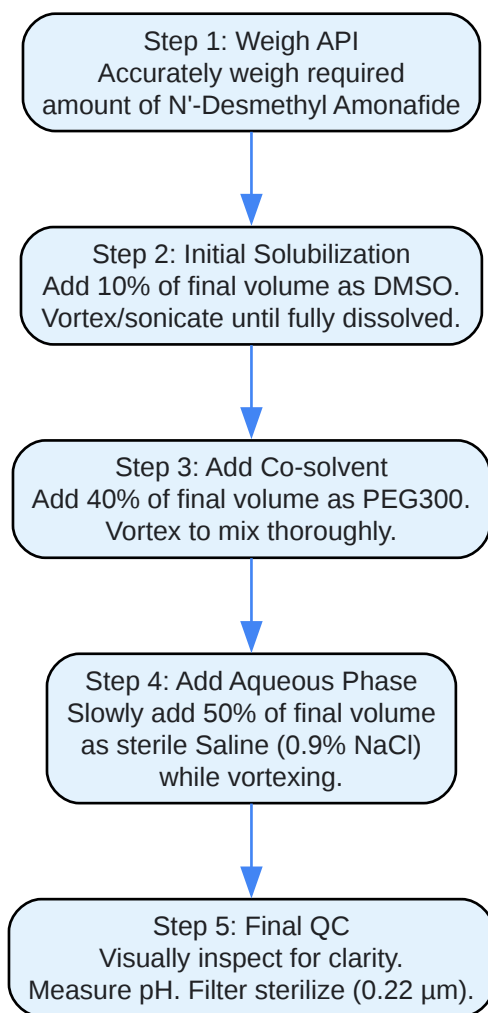 Step 1: Weigh API
Accurately weigh required
amount of N'-Desmethyl Amonafide
Step 2: Initial Solubilization
Add 10% of final volume as DMSO.
Vortex/sonicate until fully dissolved.
Step 3: Add Co-solvent
Add 40% of final volume as PEG300.
Vortex to mix thoroughly.
Step 4: Add Aqueous Phase
Slowly add 50% of final volume
as sterile Saline (0.9% NaCl)
while vortexing.
Step 5: Final QC
Visually inspect for clarity.
Measure pH. Filter sterilize (0.22 µm).